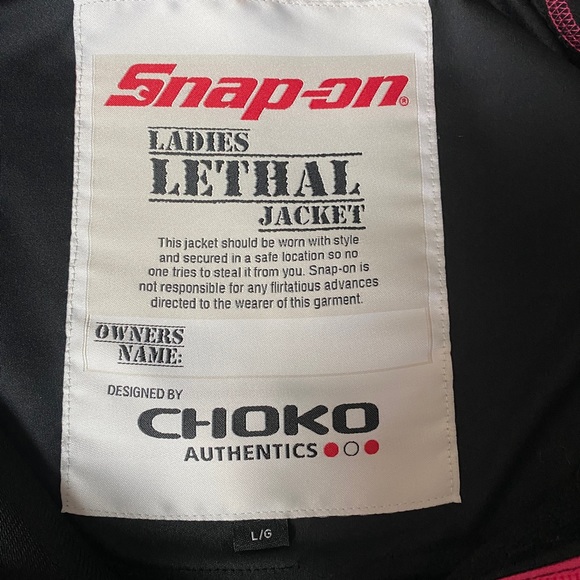 Snap-on®
LADIES
LETHAL
JACKET
This jacket should be worn with style
and secured in a safe location so no
one tries to steal it from you. Snap-on is
not responsible for any flirtatious advances
directed to the wearer of this garment.
OWNERS
NAME:
DESIGNED BY
CHOKO
AUTHENTICS
L/G